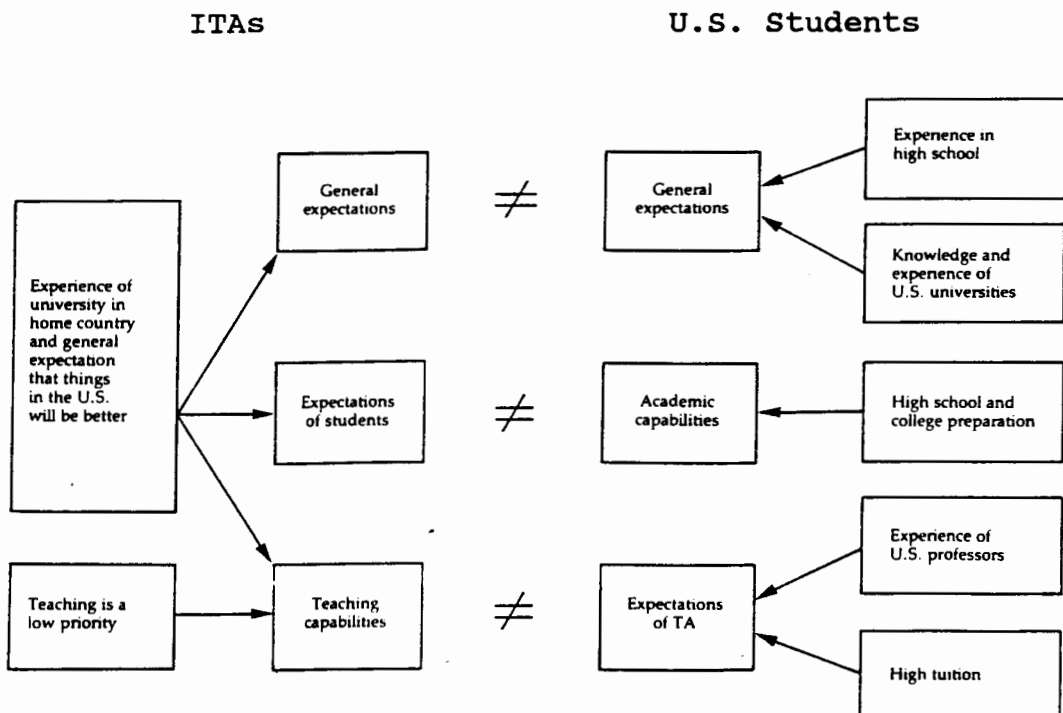 ITAs
U.S. Students
Experience of
university in
home country
and general
expectation
that things
in the U.S.
will be better
Teaching is a
low priority
General
expectations
Expectations
of students
Teaching
capabilities
≠
≠
≠
General
expectations
Academic
capabilities
Expectations
of TA
Experience in
high school
Knowledge and
experience of
U.S. universities
High school and
college preparation
Experience of
U.S. professors
High tuition